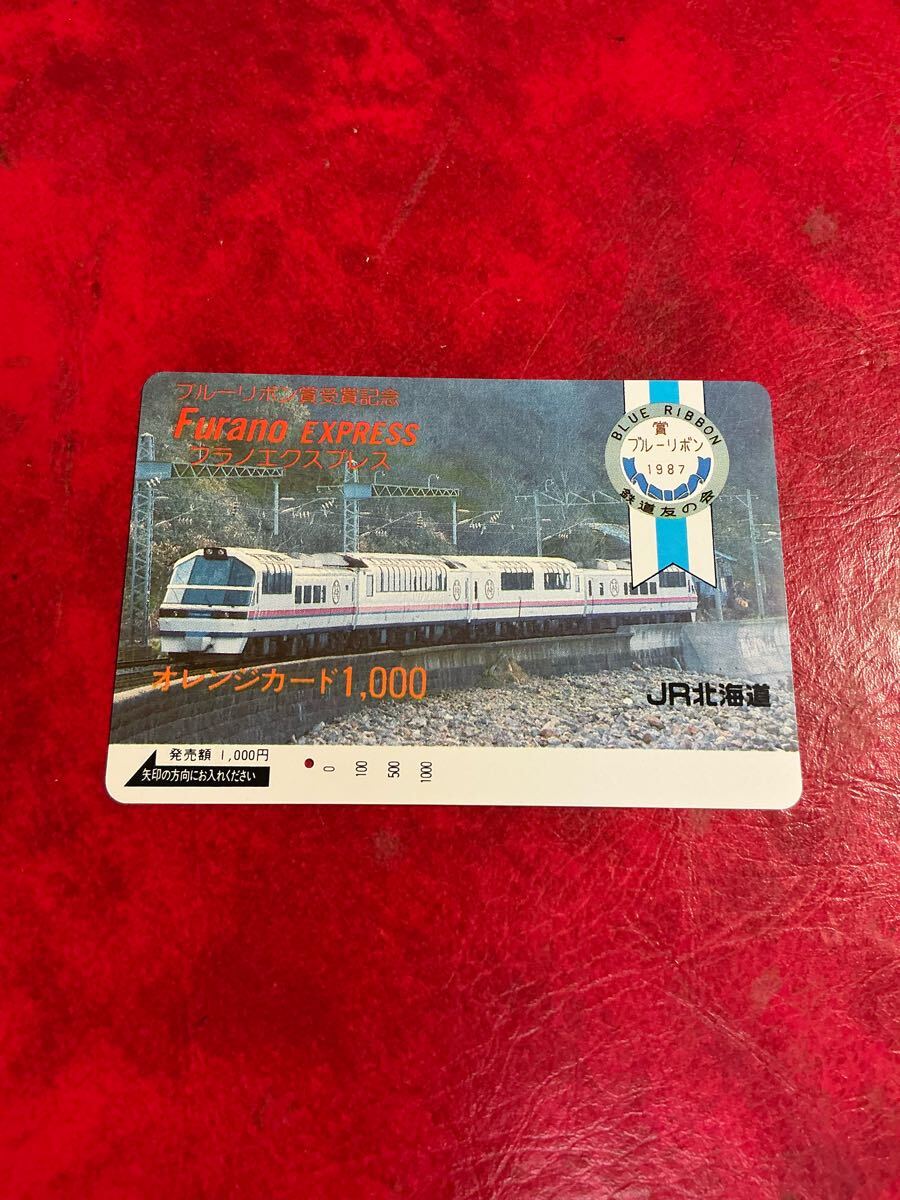 ブルーリボン賞受賞記念
Furano EXPRESS
フラノエクスプレス
BLUE RIBBON
賞
ブルーリボン
1987
鉄道友の会
オレンジカード1,000
JR北海道
発売額 1,000円
矢印の方向にお入れください
0 100 500 1000